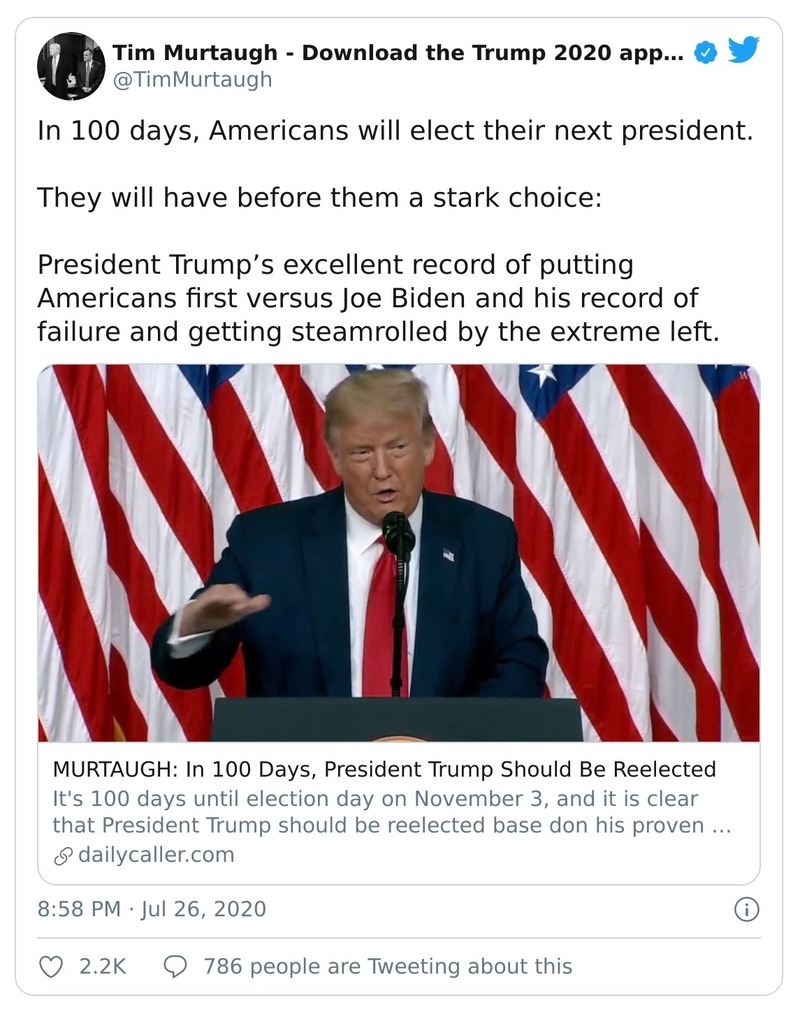 Tim Murtaugh - Download the Trump 2020 app…
@TimMurtaugh
In 100 days, Americans will elect their next president.
They will have before them a stark choice:
President Trump’s excellent record of putting
Americans first versus Joe Biden and his record of
failure and getting steamrolled by the extreme left.
MURTAUGH: In 100 Days, President Trump Should Be Reelected
It's 100 days until election day on November 3, and it is clear
that President Trump should be reelected base don his proven …
dailycaller.com
8:58 PM · Jul 26, 2020
2.2K 786 people are Tweeting about this